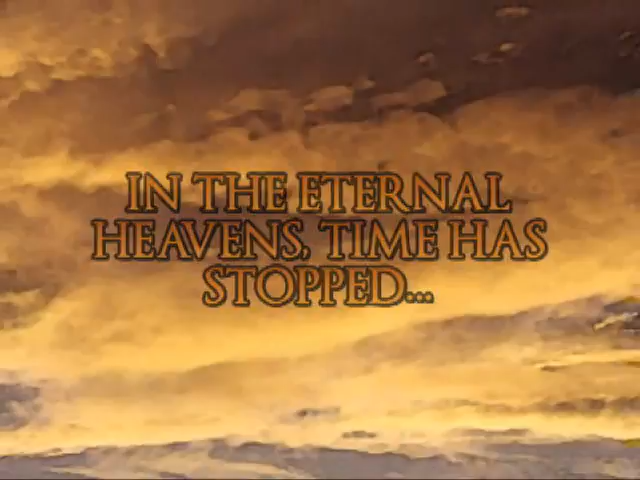 IN THE ETERNAL
HEAVENS, TIME HAS
STOPPED...